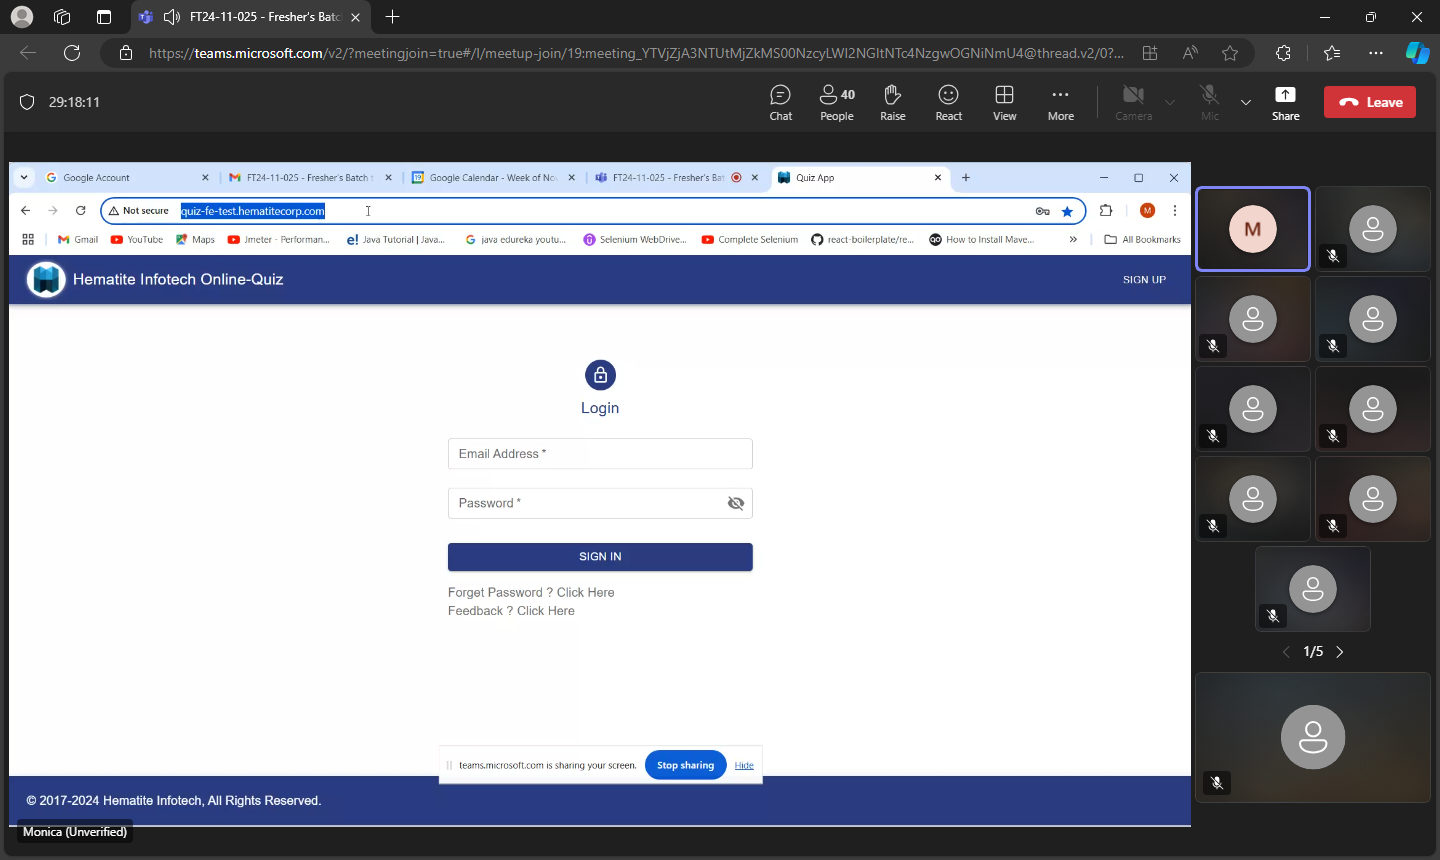 FT24-11-025 - Fresher's Batc
https://teams.microsoft.com/v2/?meetingjoin=true#/l/meetup-join/19:meeting_YTVjZjA3NTUtMjZkMS00NzcyLWI2NGItNTc4NzgwOGNiNmU4@thread.v2/0?...
29:18:11
Chat
40
People
Raise
React
View
More
Camera
Mic
Share
Leave
Google Account
FT24-11-025 - Fresher's Batch t
Google Calendar - Week of No
FT24-11-025 - Fresher's Bat
Quiz App
Not secure
quiz-fe-test.hematitecorp.com
M
Gmail
YouTube
Maps
Jmeter - Performan...
e! Java Tutorial | Java...
java edureka youtu...
Selenium WebDrive...
Complete Selenium
react-boilerplate/re...
How to Install Mave...
»
All Bookmarks
Hematite Infotech Online-Quiz
SIGN UP
M
Login
Email Address *
Password *
SIGN IN
Forget Password ? Click Here
Feedback ? Click Here
1/5
teams.microsoft.com is sharing your screen.
Stop sharing
Hide
© 2017-2024 Hematite Infotech, All Rights Reserved.
Monica (Unverified)